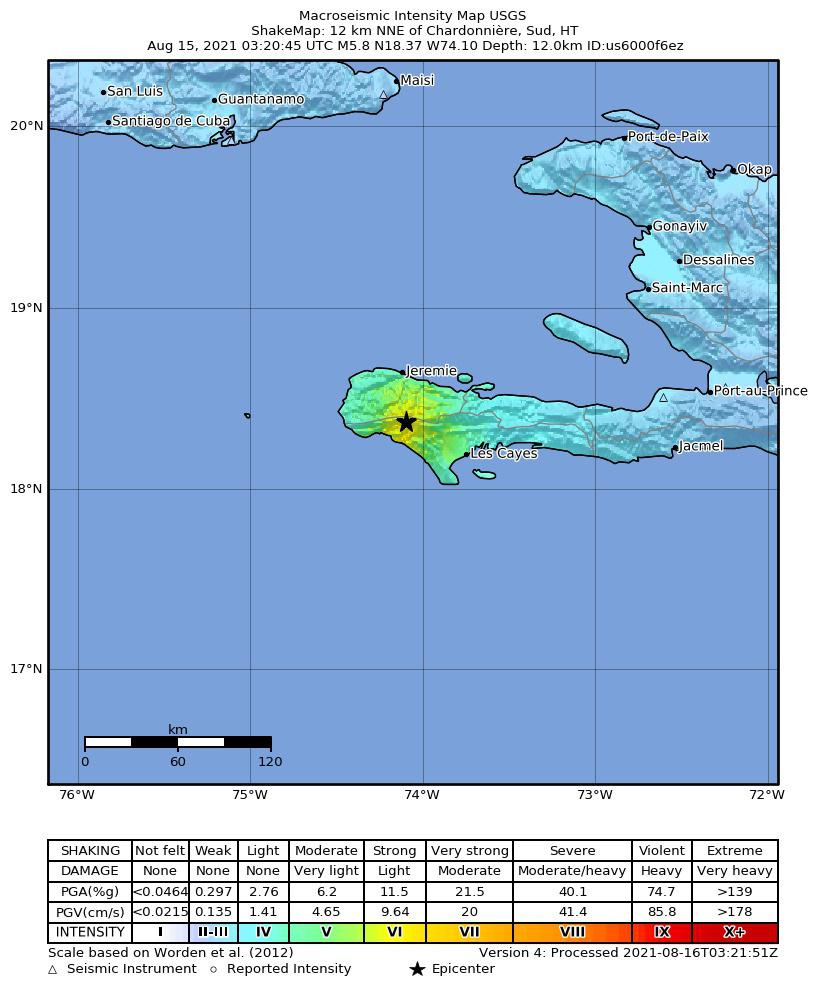 Macroseismic Intensity Map USGS
ShakeMap: 12 km NNE of Chardonnière, Sud, HT
Aug 15, 2021 03:20:45 UTC M5.8 N18.37 W74.10 Depth: 12.0km ID:us6000f6ez
Maisi
San Luis
Guantanamo
Santiago de Cuba
20°N
Port-de-Paix
Okap
Gonayiv
Dessalines
Saint-Marc
19°N
Jeremie
Port-au-Prince
Jacmel
Les Cayes
18°N
17°N
km
0 60 120
76°W 75°W 74°W 73°W 72°W
SHAKING Not felt Weak Light Moderate Strong Very strong Severe Violent Extreme
DAMAGE None None None Very light Light Moderate Moderate/heavy Heavy Very heavy
PGA(%g) <0.0464 0.297 2.76 6.2 11.5 21.5 40.1 74.7 >139
PGV(cm/s) <0.0215 0.135 1.41 4.65 9.64 20 41.4 85.8 >178
INTENSITY I II-III IV V VI VII VIII IX X+
Scale based on Worden et al. (2012) Version 4: Processed 2021-08-16T03:21:51Z
△ Seismic Instrument ○ Reported Intensity ★ Epicenter